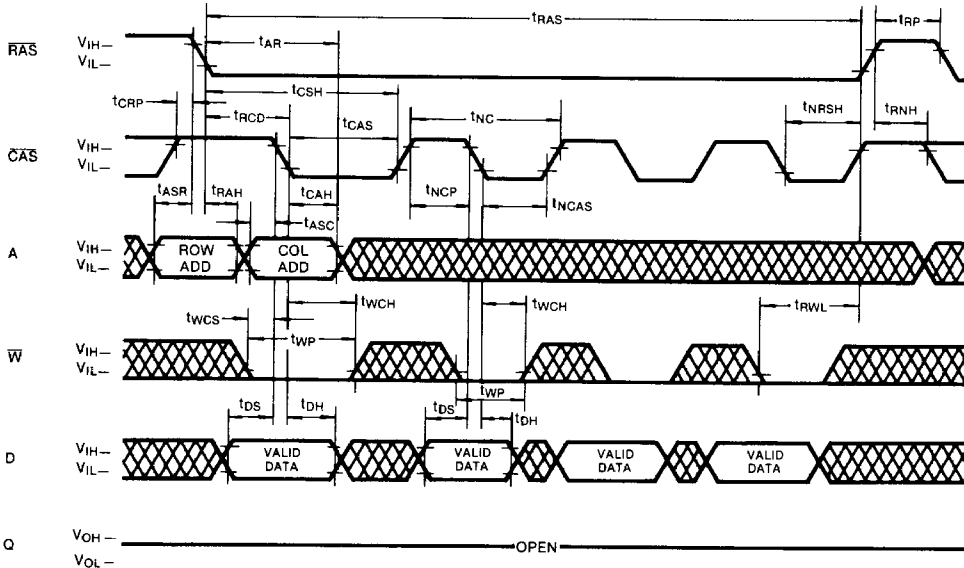 tRAS
tRP
RAS
VIH
VIL
tAR
tCRP
tCSH
tRCD
tCAS
tNC
tNRSH
tRNH
CAS
VIH
VIL
tASR
tRAH
tCAH
tASC
tNCP
tNCAS
A
VIH
VIL
ROW
ADD
COL
ADD
tWCH
tWCH
tRWL
tWCS
tWP
W
VIH
VIL
tWP
tDS
tDH
tDS
tDH
D
VIH
VIL
VALID
DATA
VALID
DATA
VALID
DATA
VALID
DATA
Q
VOH
VOL
OPEN